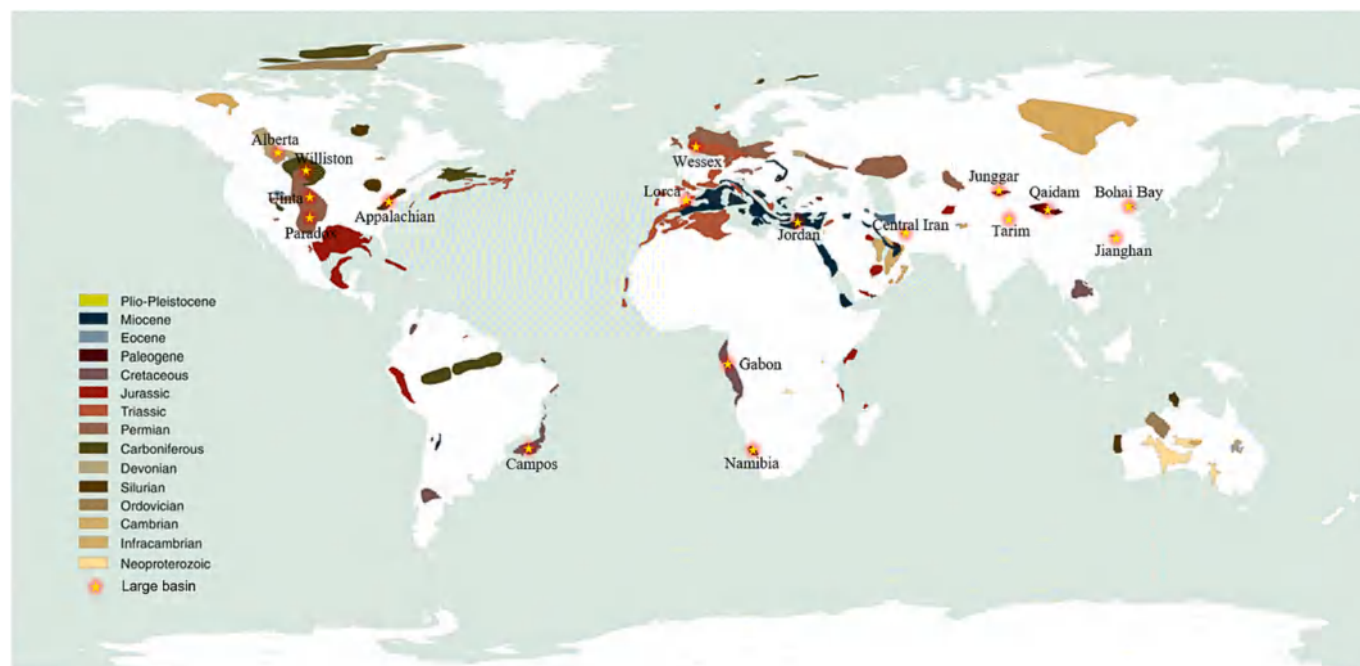 Alberta
Williston
Uinta
Paradox
Appalachian
Wessex
Lorca
Jordan
Central Iran
Junggar
Qaidam
Bohai Bay
Tarim
Jianghan
Gabon
Campos
Namibia
Plio-Pleistocene
Miocene
Eocene
Paleogene
Cretaceous
Jurassic
Triassic
Permian
Carboniferous
Devonian
Silurian
Ordovician
Cambrian
Infracambrian
Neoproterozoic
Large basin